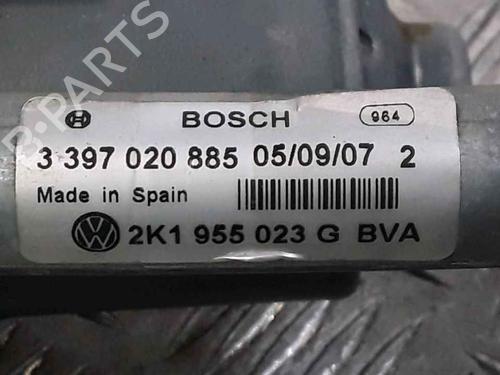 BOSCH 964
3 397 020 885 05/09/07 2
Made in Spain
2K1 955 023 G BVA
B-PARTS